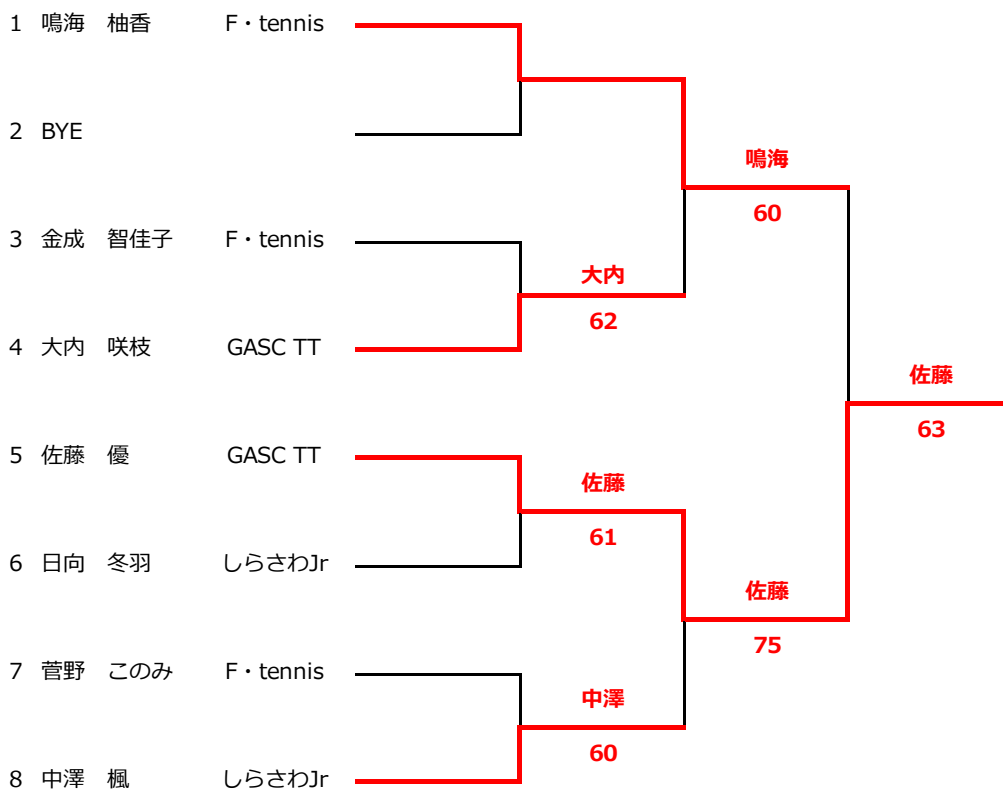 1 鳴海　柚香 F・tennis
2 BYE
鳴海
60
3 金成　智佳子 F・tennis
大内
62
4 大内　咲枝 GASC TT
佐藤
63
5 佐藤　優 GASC TT
佐藤
61
6 日向　冬羽 しらさわJr
佐藤
75
7 菅野　このみ F・tennis
中澤
60
8 中澤　楓 しらさわJr